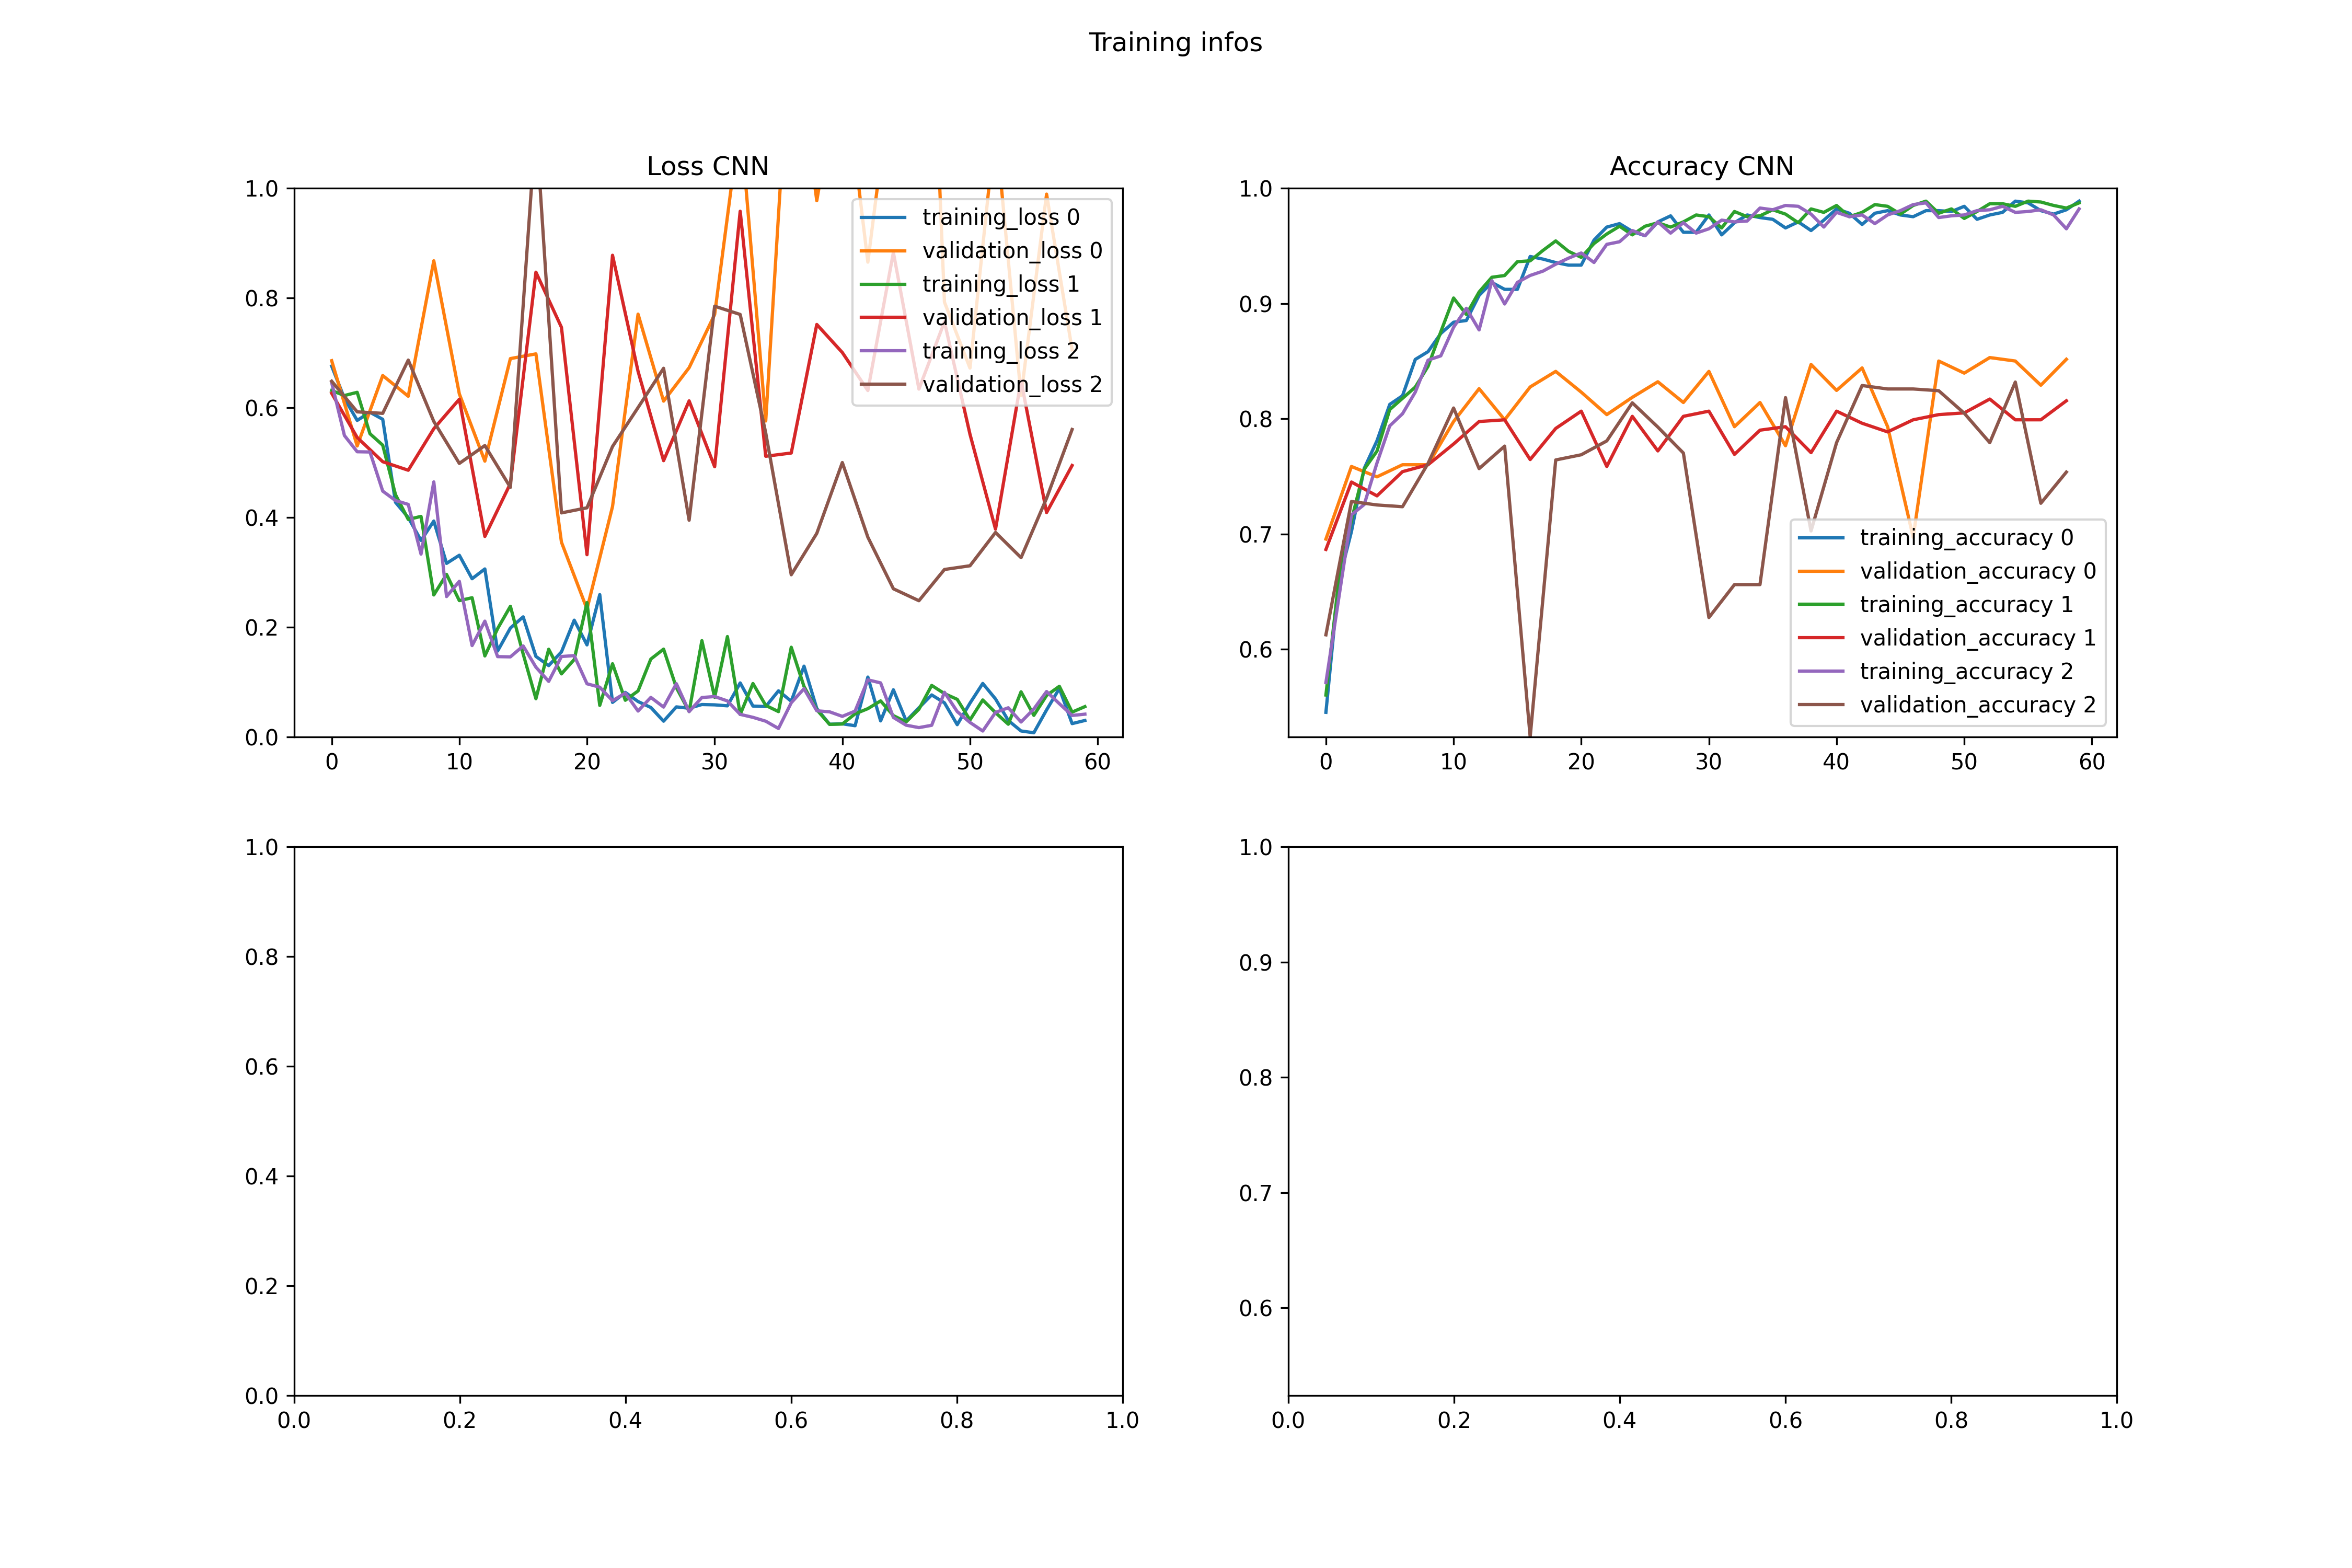 Training infos
Loss CNN
1.0
0.8
0.6
0.4
0.2
0.0
0 10 20 30 40 50 60
training_loss 0
validation_loss 0
training_loss 1
validation_loss 1
training_loss 2
validation_loss 2
Accuracy CNN
1.0
0.9
0.8
0.7
0.6
0 10 20 30 40 50 60
training_accuracy 0
validation_accuracy 0
training_accuracy 1
validation_accuracy 1
training_accuracy 2
validation_accuracy 2
1.0
0.8
0.6
0.4
0.2
0.0
0.0 0.2 0.4 0.6 0.8 1.0
1.0
0.9
0.8
0.7
0.6
0.0 0.2 0.4 0.6 0.8 1.0